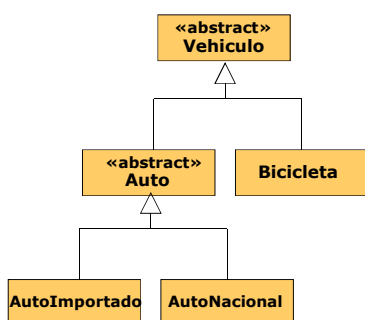 «abstract»
Vehiculo
«abstract»
Auto
Bicicleta
AutoImportado
AutoNacional